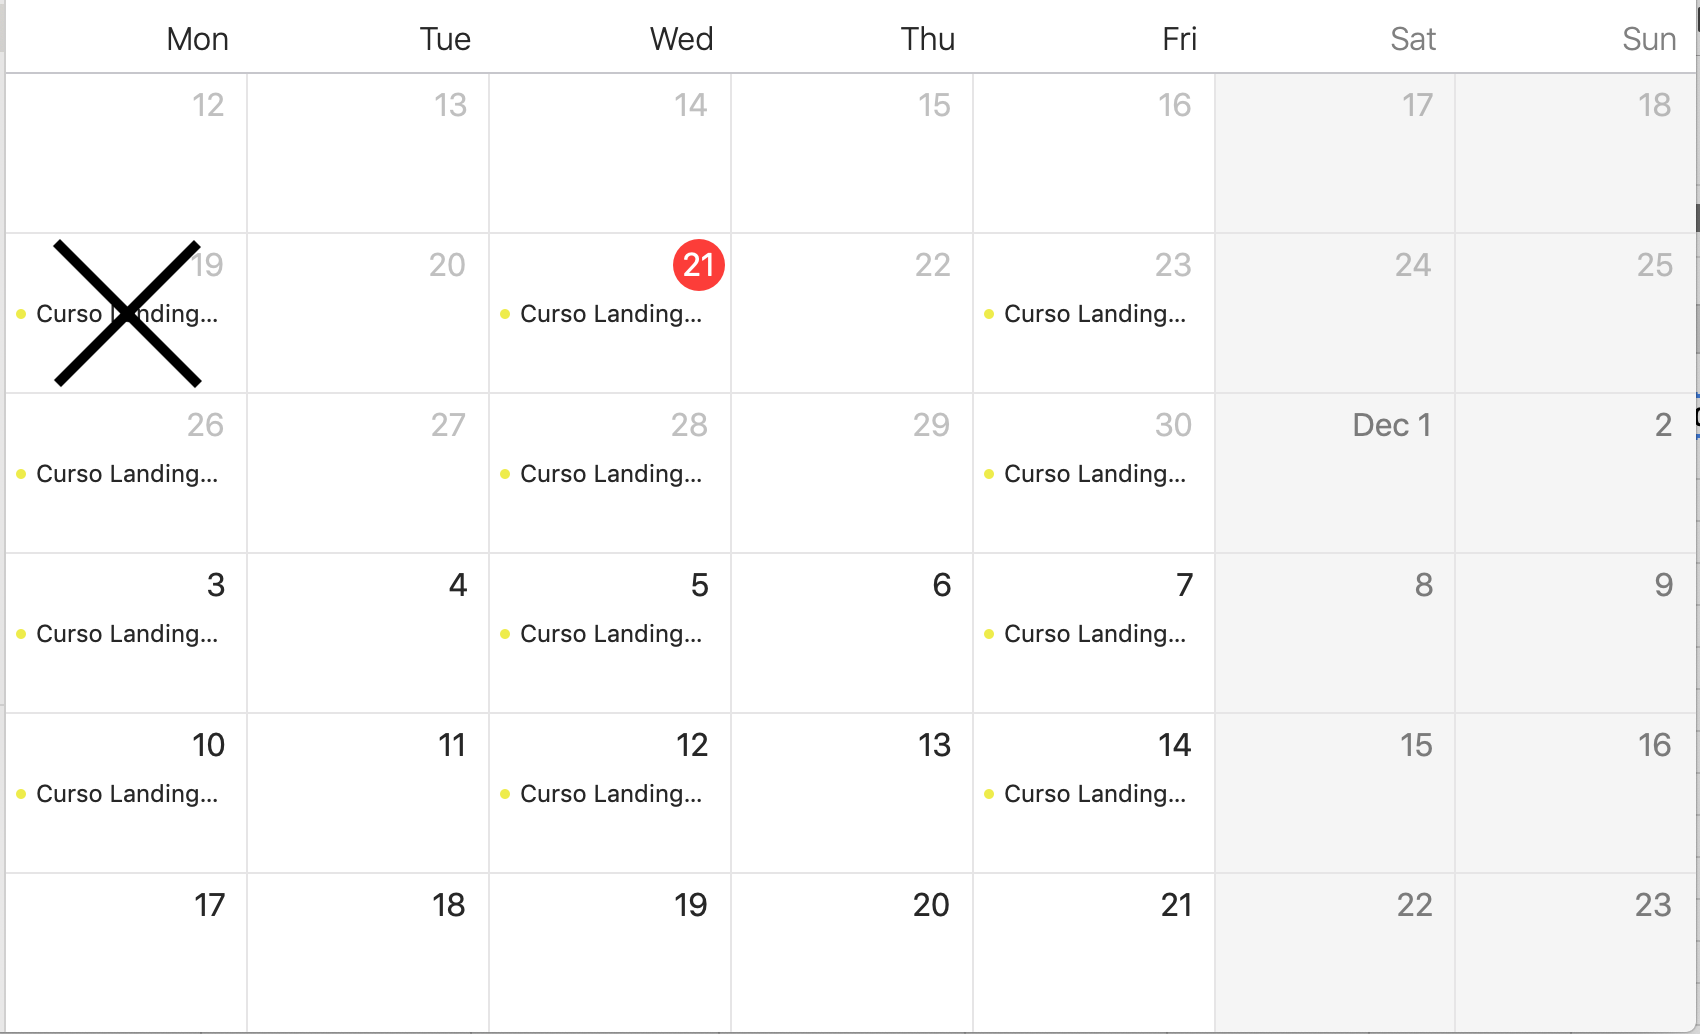 Mon Tue Wed Thu Fri Sat Sun
12 13 14 15 16 17 18
19 20 21 22 23 24 25
Curso Landing... Curso Landing... Curso Landing...
26 27 28 29 30 Dec 1 2
Curso Landing... Curso Landing... Curso Landing...
3 4 5 6 7 8 9
Curso Landing... Curso Landing... Curso Landing...
10 11 12 13 14 15 16
Curso Landing... Curso Landing... Curso Landing...
17 18 19 20 21 22 23